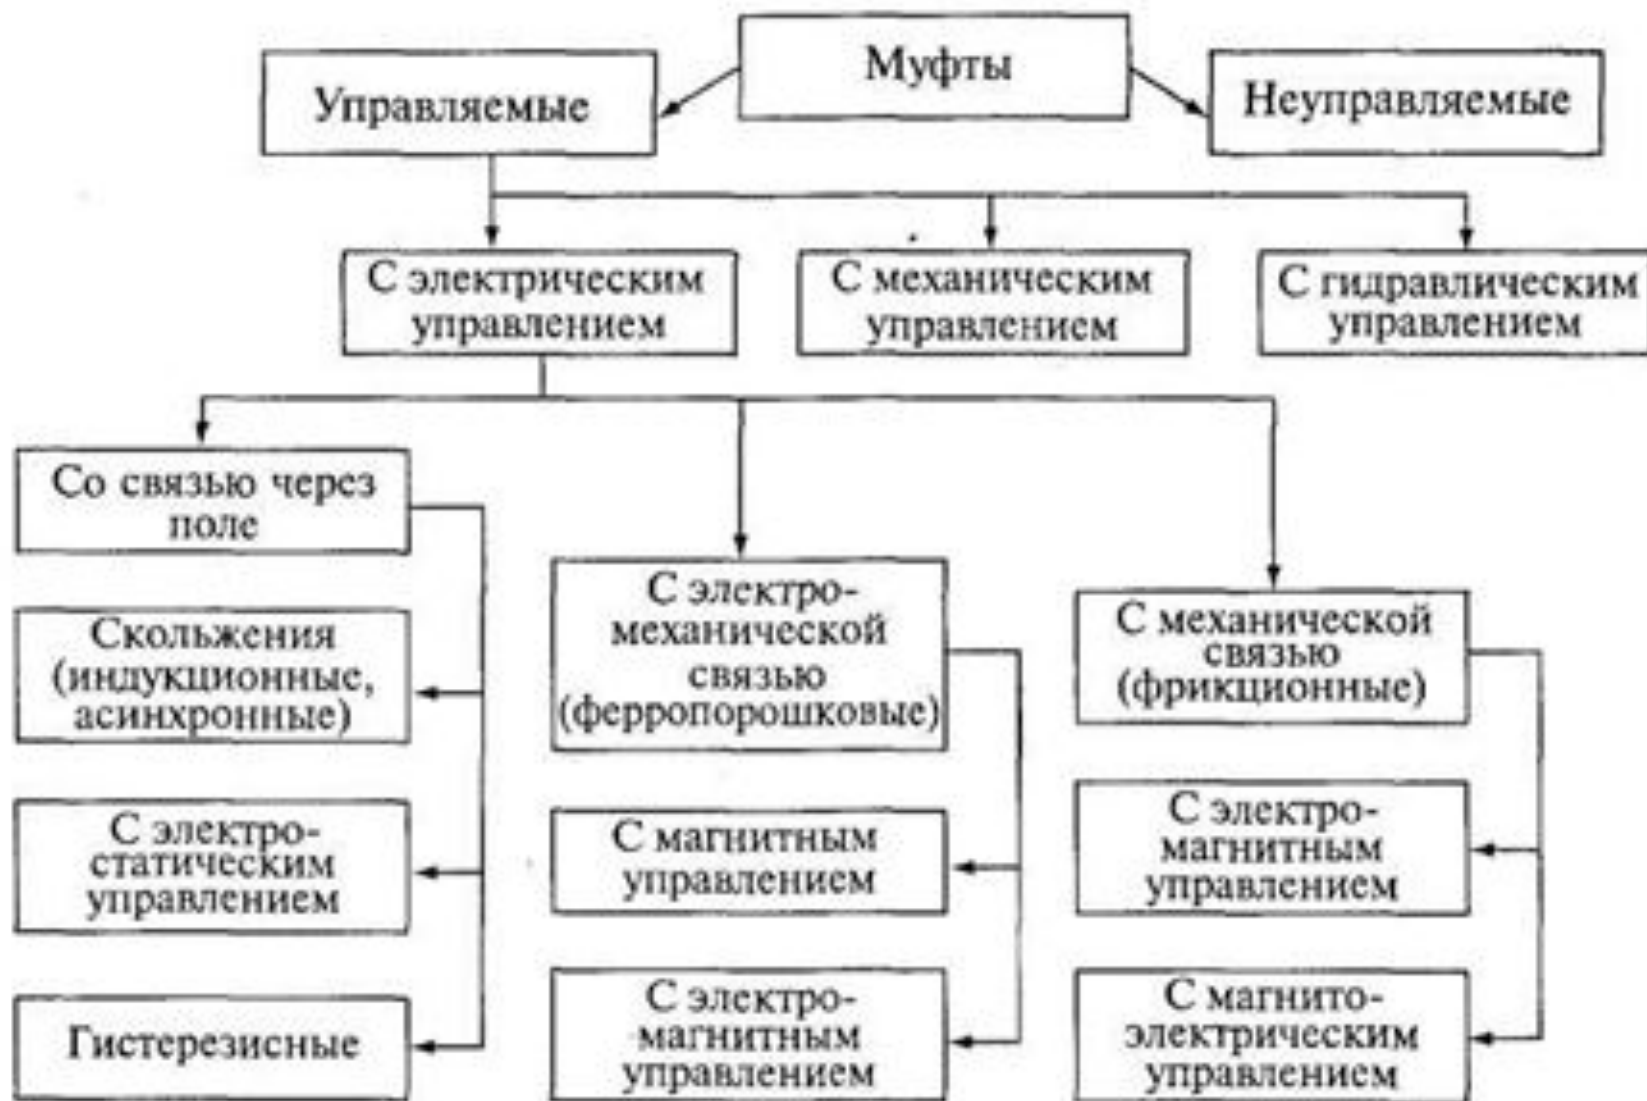 Муфты
Управляемые
Неуправляемые
С электрическим
управлением
С механическим
управлением
С гидравлическим
управлением
Со связью через
поле
Скольжения
(индукционные,
асинхронные)
С электро-
статическим
управлением
Гистерезисные
С электро-
механической
связью
(ферропорошковые)
С магнитным
управлением
С электро-
магнитным
управлением
С механической
связью
(фрикционные)
С электро-
магнитным
управлением
С магнито-
электрическим
управлением